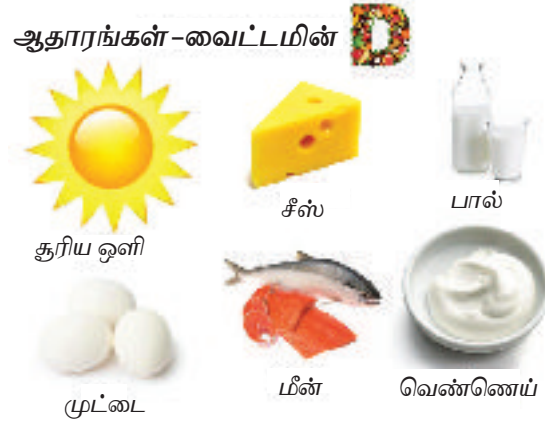 ஆதாரங்கள்-வைட்டமின் D
சீஸ்
பால்
சூரிய ஒளி
முட்டை
மீன்
வெண்ணெய்